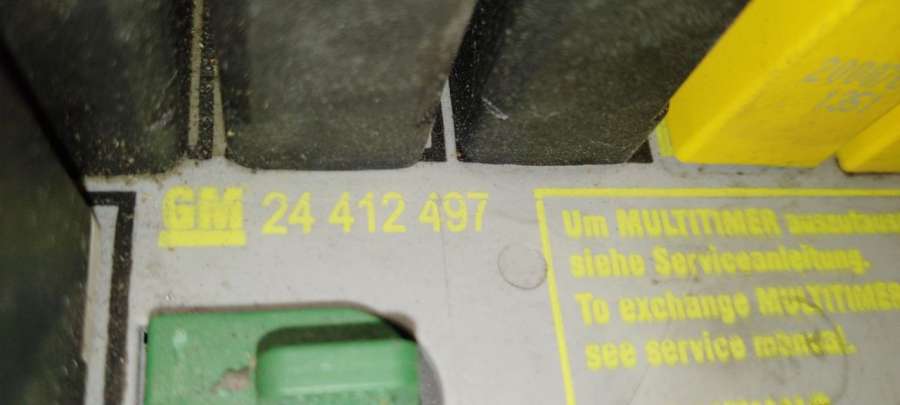 GM 24 412 497
Um MULTITIMER
siehe Serviceanleitung.
To exchange MULTITIMER
see service manual.